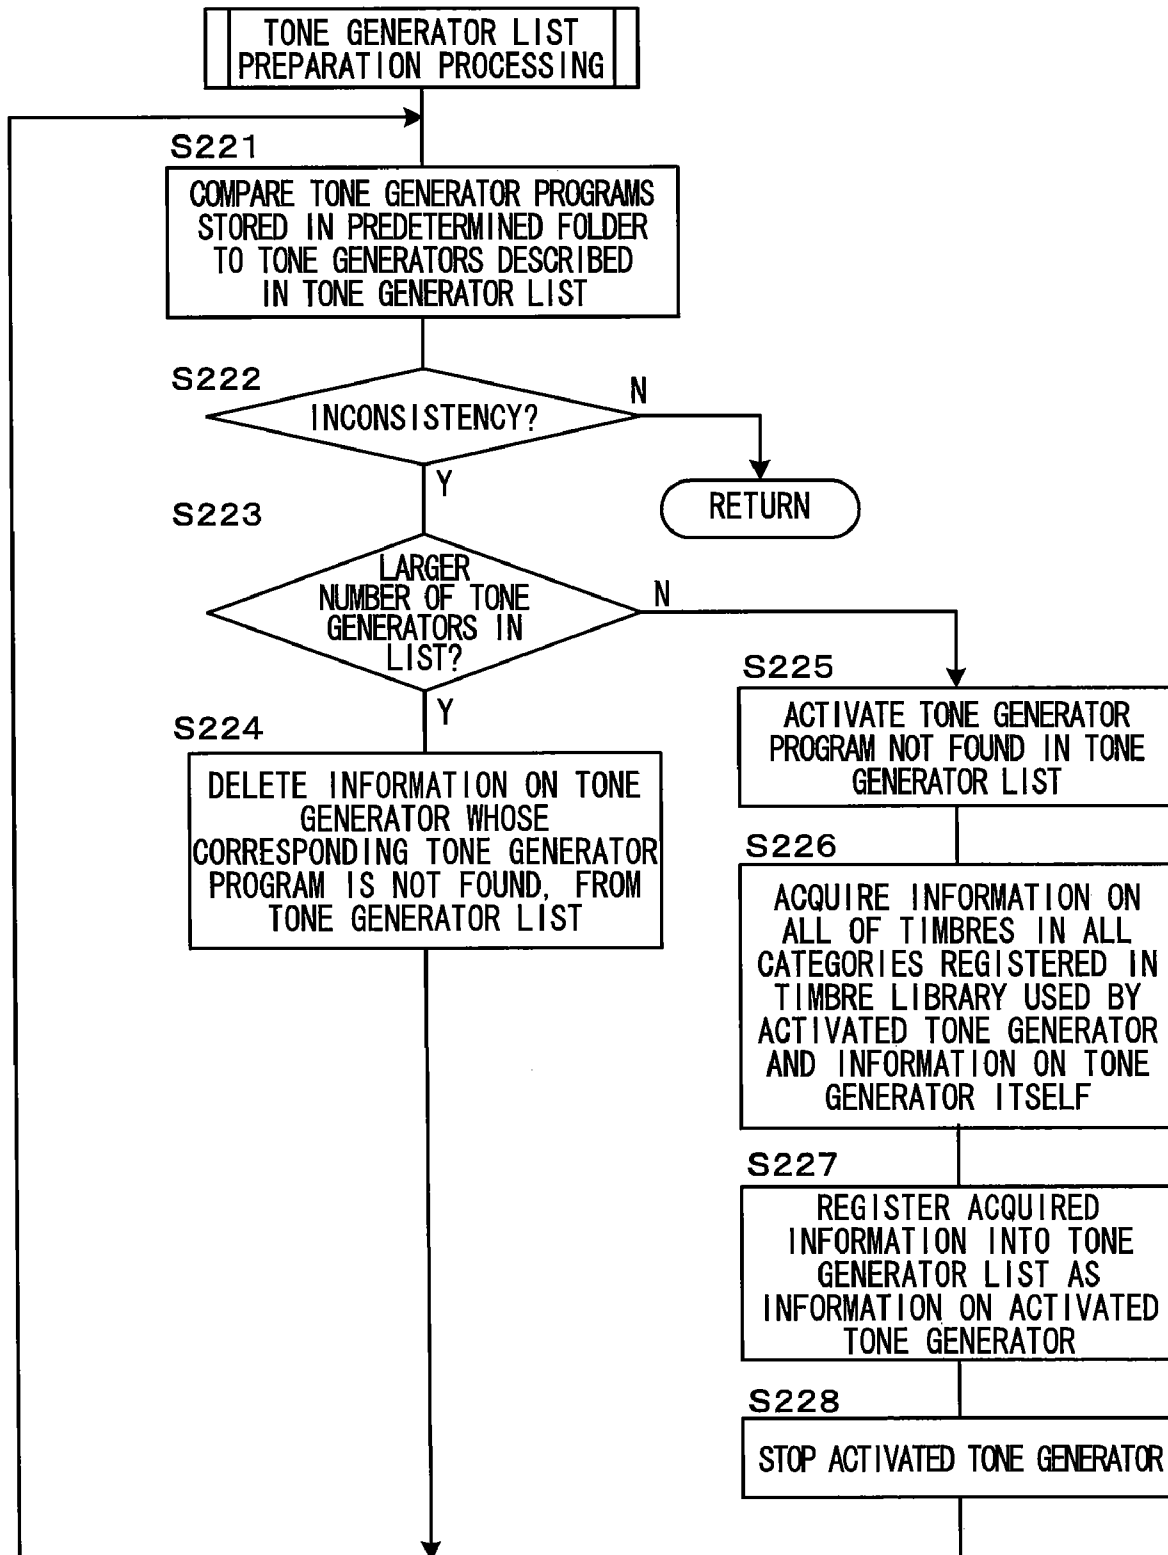 TONE GENERATOR LIST
PREPARATION PROCESSING
S221
COMPARE TONE GENERATOR PROGRAMS
STORED IN PREDETERMINED FOLDER
TO TONE GENERATORS DESCRIBED
IN TONE GENERATOR LIST
S222
INCONSISTENCY?
N
Y
RETURN
S223
LARGER
NUMBER OF TONE
GENERATORS IN
LIST?
N
Y
S224
DELETE INFORMATION ON TONE
GENERATOR WHOSE
CORRESPONDING TONE GENERATOR
PROGRAM IS NOT FOUND, FROM
TONE GENERATOR LIST
S225
ACTIVATE TONE GENERATOR
PROGRAM NOT FOUND IN TONE
GENERATOR LIST
S226
ACQUIRE INFORMATION ON
ALL OF TIMBRES IN ALL
CATEGORIES REGISTERED IN
TIMBRE LIBRARY USED BY
ACTIVATED TONE GENERATOR
AND INFORMATION ON TONE
GENERATOR ITSELF
S227
REGISTER ACQUIRED
INFORMATION INTO TONE
GENERATOR LIST AS
INFORMATION ON ACTIVATED
TONE GENERATOR
S228
STOP ACTIVATED TONE GENERATOR